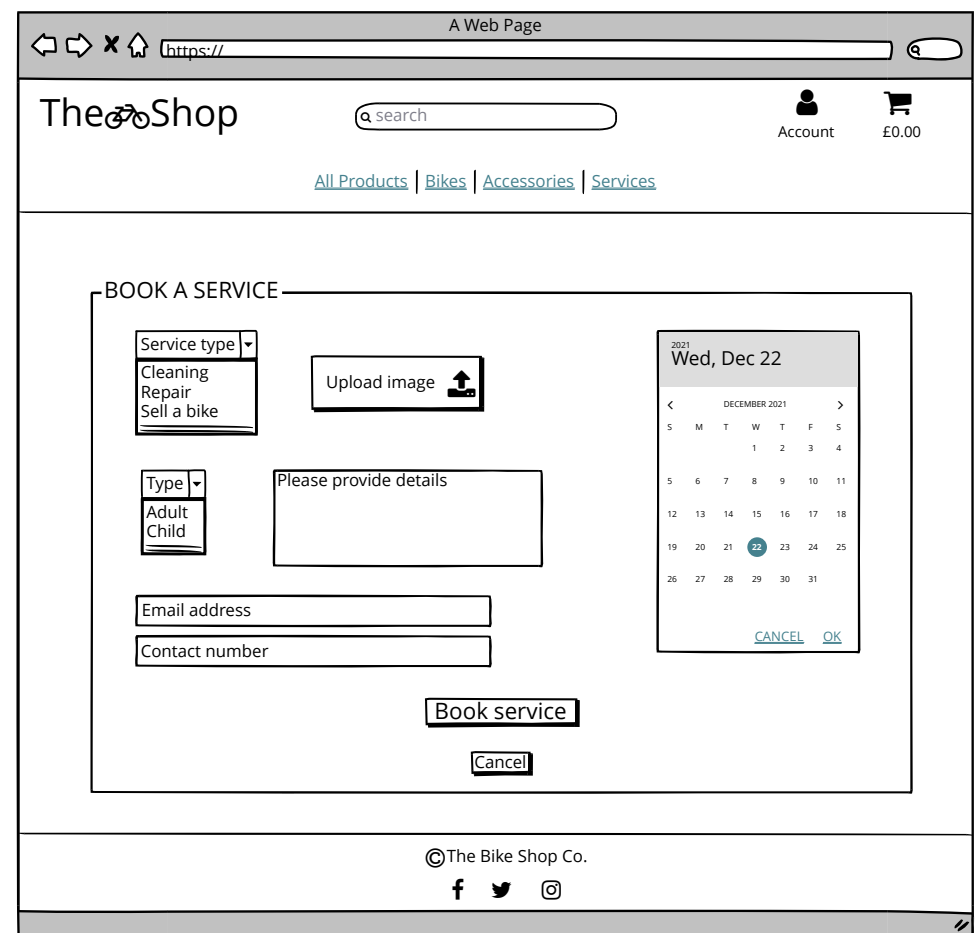 A Web Page
https://
The Shop
search
Account
£0.00
All Products | Bikes | Accessories | Services
BOOK A SERVICE
Service type
Cleaning
Repair
Sell a bike
Upload image
Type
Adult
Child
Please provide details
Email address
Contact number
2021
Wed, Dec 22
DECEMBER 2021
S M T W T F S
1 2 3 4
5 6 7 8 9 10 11
12 13 14 15 16 17 18
19 20 21 22 23 24 25
26 27 28 29 30 31
CANCEL OK
Book service
Cancel
©The Bike Shop Co.